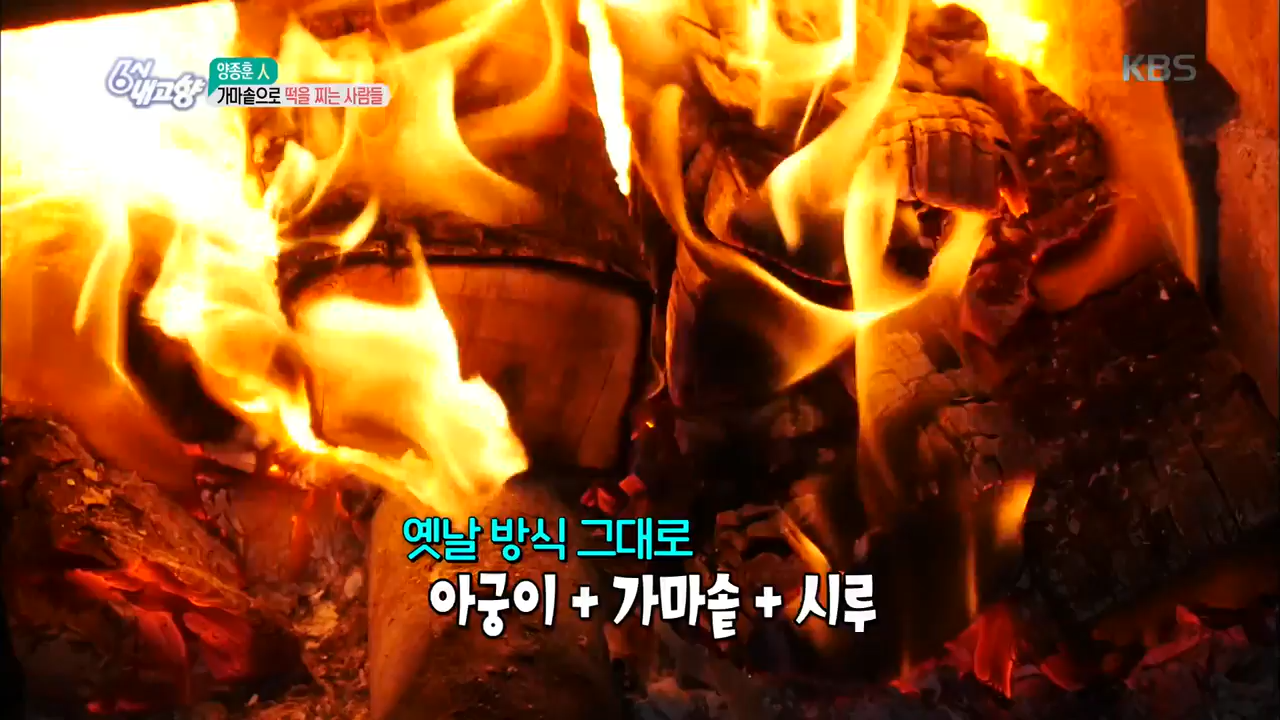 6시 내고향
양종훈 人
가마솥으로 떡을 찌는 사람들
KBS
옛날 방식 그대로
아궁이 + 가마솥 + 시루